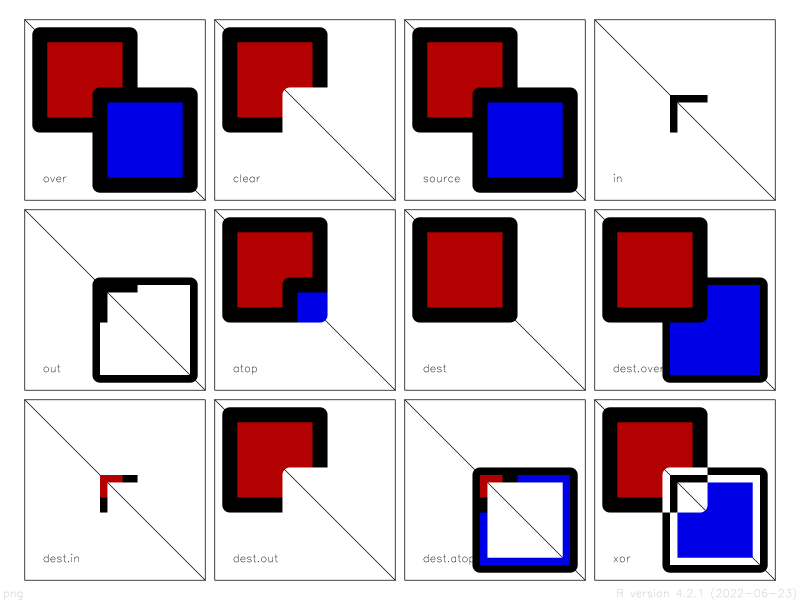 over
clear
source
in
out
atop
dest
dest.over
dest.in
dest.out
dest.atop
xor
png
R version 4.2.1 (2022-06-23)